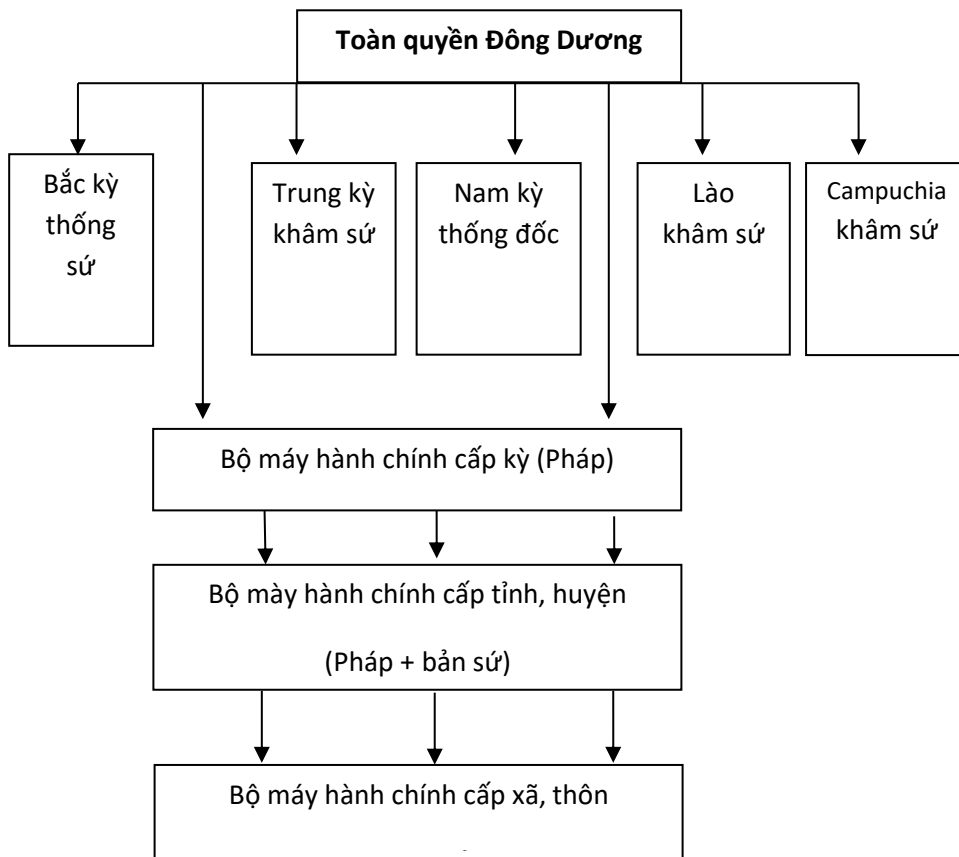 Toàn quyền Đông Dương
Bắc kỳ
thống
sứ
Trung kỳ
khâm sứ
Nam kỳ
thống đốc
Lào
khâm sứ
Campuchia
khâm sứ
Bộ máy hành chính cấp kỳ (Pháp)
Bộ mày hành chính cấp tỉnh, huyện
(Pháp + bản sứ)
Bộ máy hành chính cấp xã, thôn